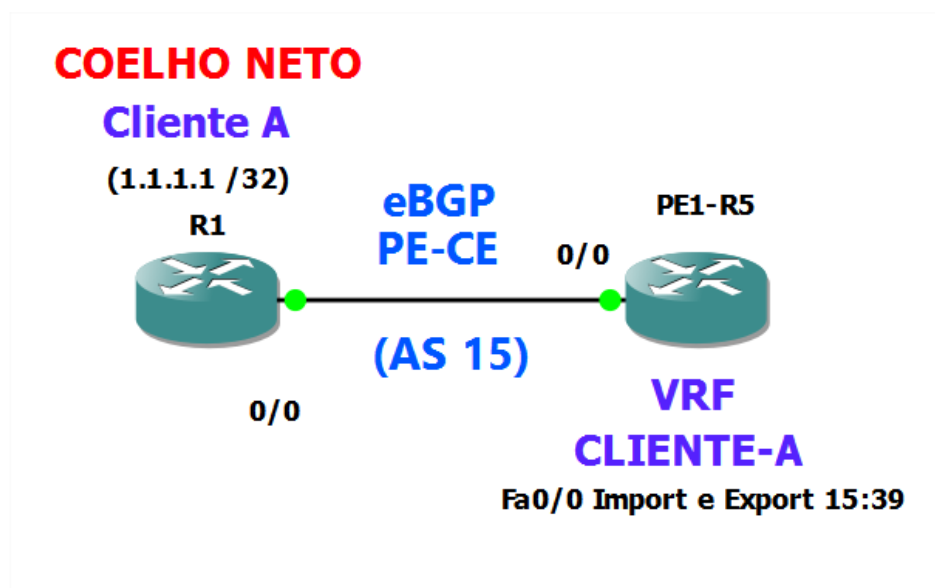 COELHO NETO
Cliente A
(1.1.1.1 /32)
R1
eBGP
PE-CE
PE1-R5
0/0
(AS 15)
0/0
VRF
CLIENTE-A
Fa0/0 Import e Export 15:39